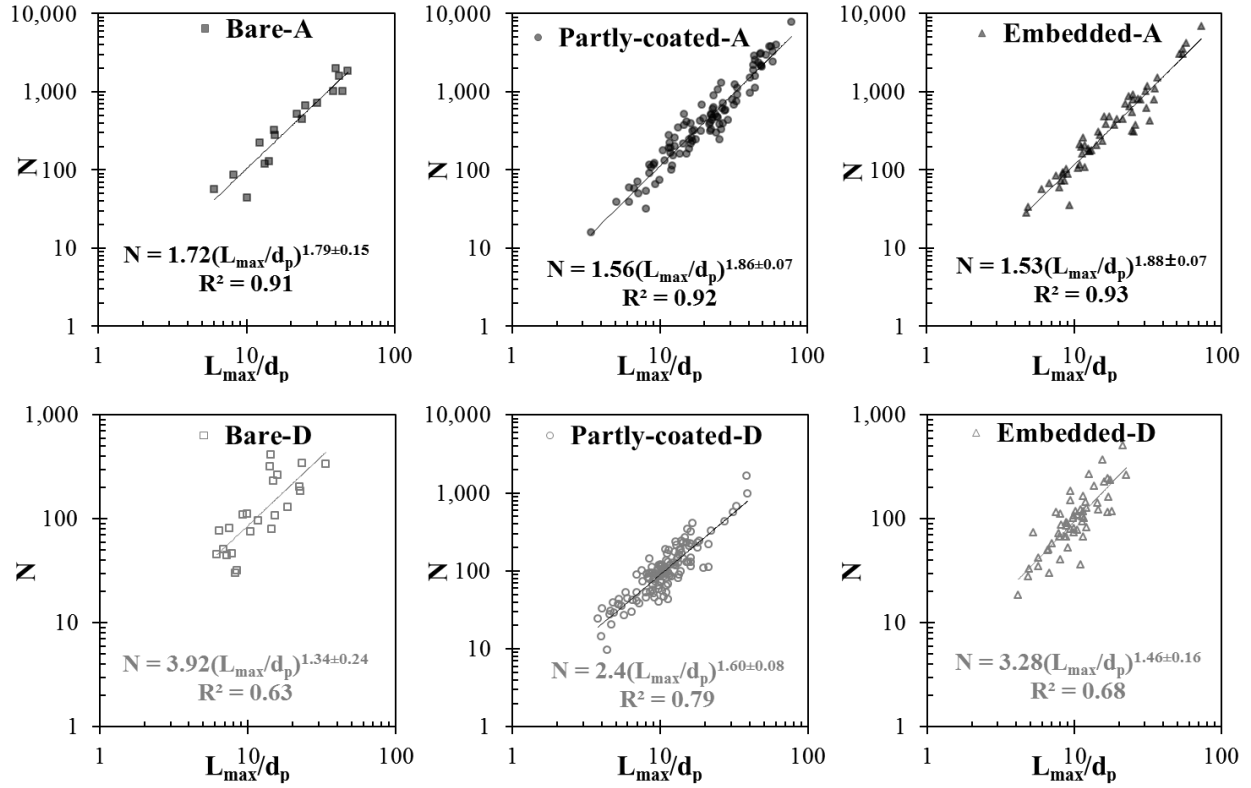 Bare-A
10,000
1,000
100
10
1
N
N = 1.72(Lmax/dp)1.79±0.15
R² = 0.91
1 10 100
Lmax/dp
Partly-coated-A
10,000
1,000
100
10
1
N
N = 1.56(Lmax/dp)1.86±0.07
R² = 0.92
1 10 100
Lmax/dp
Embedded-A
10,000
1,000
100
10
1
N
N = 1.53(Lmax/dp)1.88±0.07
R² = 0.93
1 10 100
Lmax/dp
Bare-D
1,000
100
10
1
N
N = 3.92(Lmax/dp)1.34±0.24
R² = 0.63
1 10 100
Lmax/dp
Partly-coated-D
10,000
1,000
100
10
1
N
N = 2.4(Lmax/dp)1.60±0.08
R² = 0.79
1 10 100
Lmax/dp
Embedded-D
1,000
100
10
1
N
N = 3.28(Lmax/dp)1.46±0.16
R² = 0.68
1 10 100
Lmax/dp